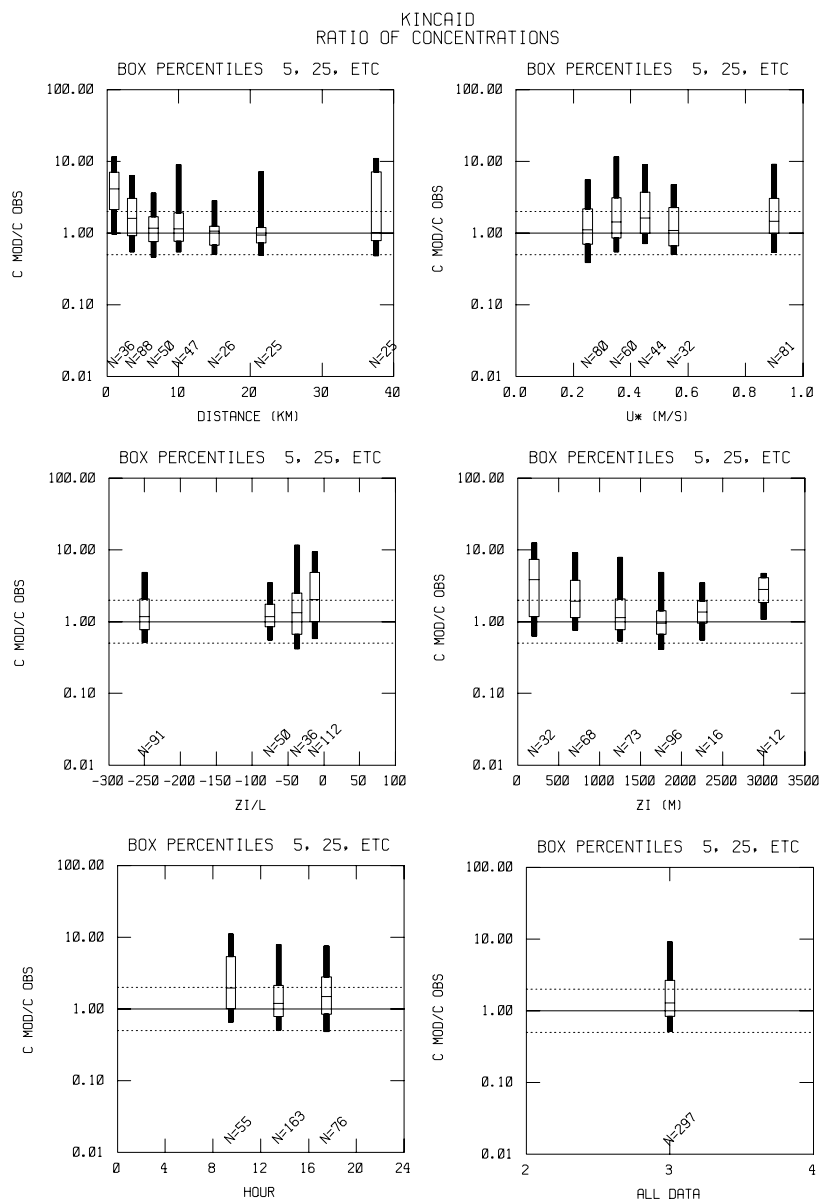 KINCAID
RATIO OF CONCENTRATIONS
BOX PERCENTILES 5, 25, ETC
100.00
10.00
1.00
0.10
0.01
C MOD/C OBS
N=36
N=88
N=50
N=47
N=26
N=25
N=25
0 10 20 30 40
DISTANCE (KM)
BOX PERCENTILES 5, 25, ETC
100.00
10.00
1.00
0.10
0.01
C MOD/C OBS
N=80
N=60
N=44
N=32
N=81
0.0 0.2 0.4 0.6 0.8 1.0
U* (M/S)
BOX PERCENTILES 5, 25, ETC
100.00
10.00
1.00
0.10
0.01
C MOD/C OBS
N=91
N=50
N=36
N=112
-300 -250 -200 -150 -100 -50 0 50 100
ZI/L
BOX PERCENTILES 5, 25, ETC
100.00
10.00
1.00
0.10
0.01
C MOD/C OBS
N=32
N=68
N=73
N=96
N=16
N=12
0 500 1000 1500 2000 2500 3000 3500
ZI (M)
BOX PERCENTILES 5, 25, ETC
100.00
10.00
1.00
0.10
0.01
C MOD/C OBS
N=55
N=163
N=76
0 4 8 12 16 20 24
HOUR
BOX PERCENTILES 5, 25, ETC
100.00
10.00
1.00
0.10
0.01
C MOD/C OBS
N=297
2 3 4
ALL DATA